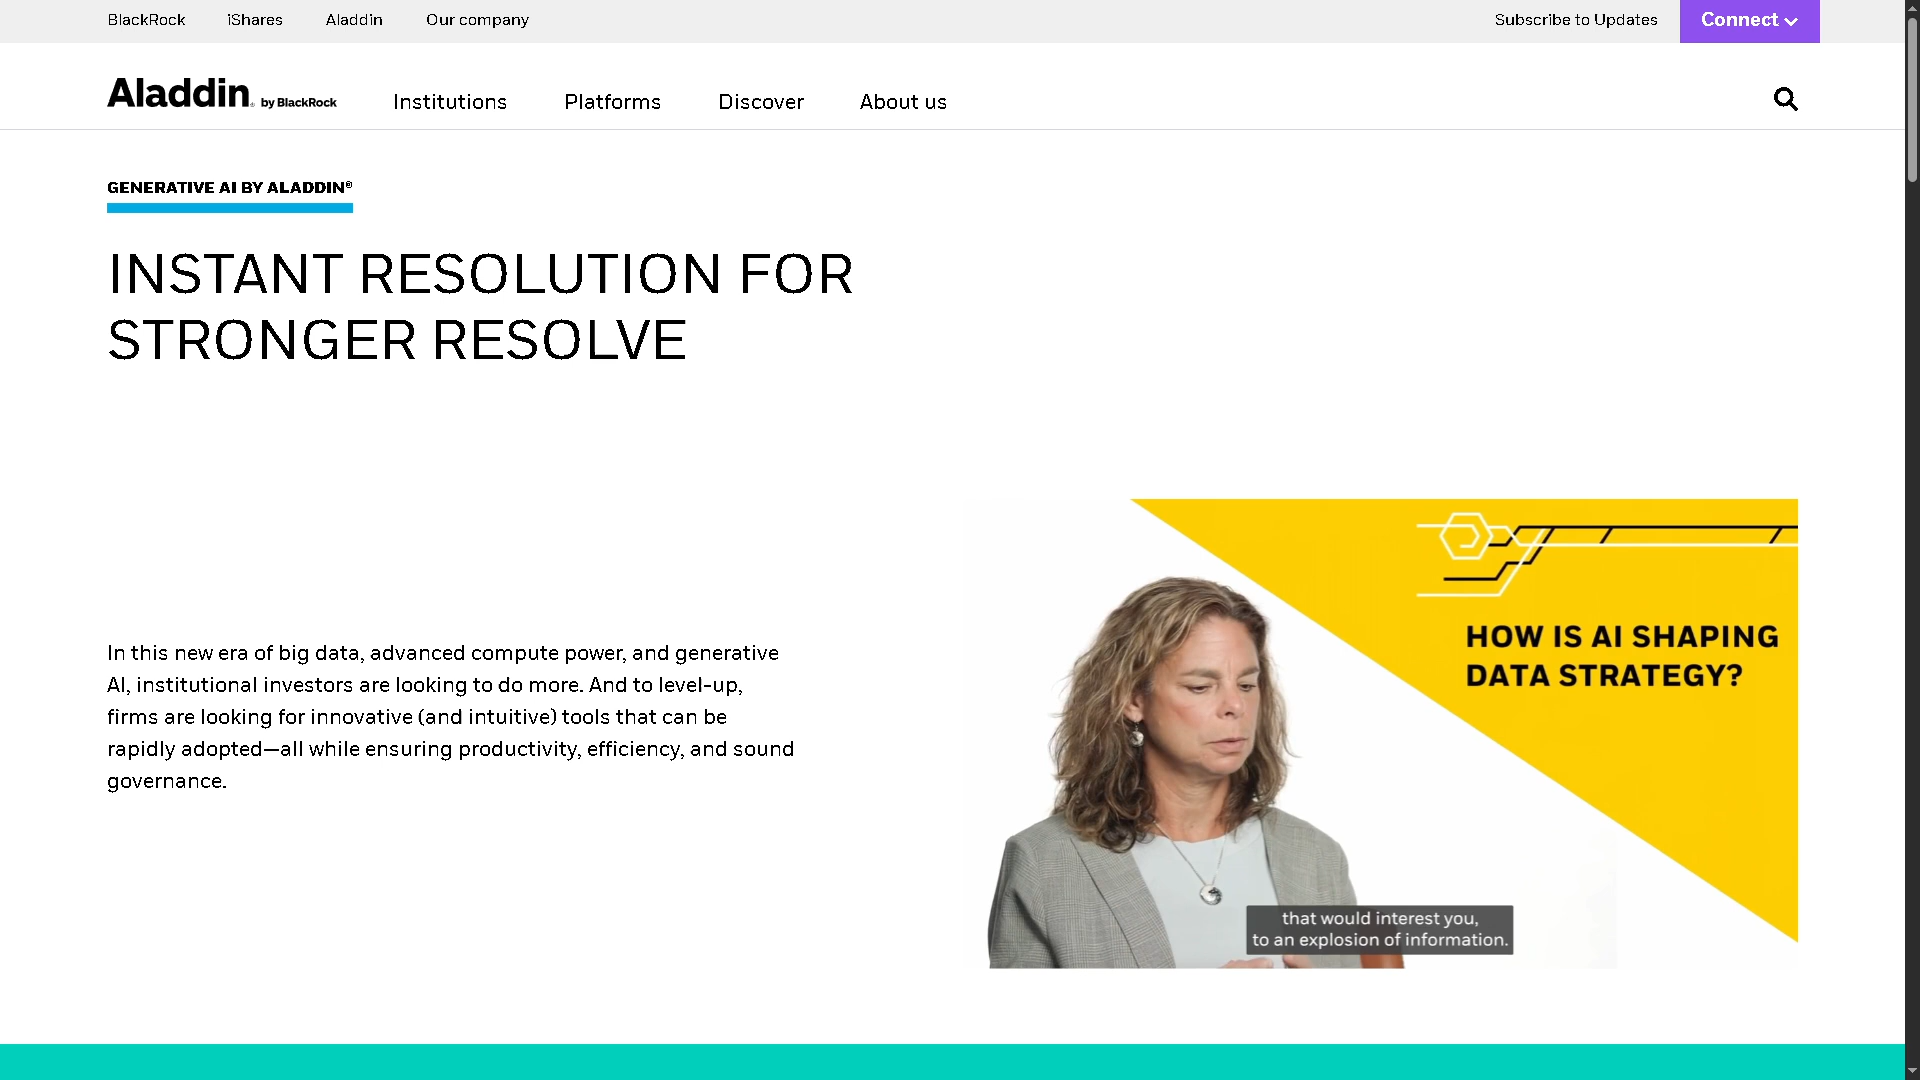 BlackRock
iShares
Aladdin
Our company
Subscribe to Updates
Connect
Aladdin® by BlackRock
Institutions
Platforms
Discover
About us
GENERATIVE AI BY ALADDIN®
INSTANT RESOLUTION FOR
STRONGER RESOLVE
In this new era of big data, advanced compute power, and generative
AI, institutional investors are looking to do more. And to level-up,
firms are looking for innovative (and intuitive) tools that can be
rapidly adopted—all while ensuring productivity, efficiency, and sound
governance.
HOW IS AI SHAPING
DATA STRATEGY?
that would interest you,
to an explosion of information.